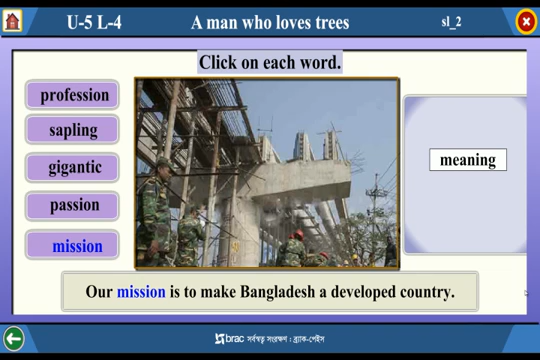 U-5 L-4 A man who loves trees sl_2
Click on each word.
profession
sapling
gigantic
passion
mission
meaning
Our mission is to make Bangladesh a developed country.
brac সর্বস্বত্ব সংরক্ষণ : ব্র্যাক-পেইস